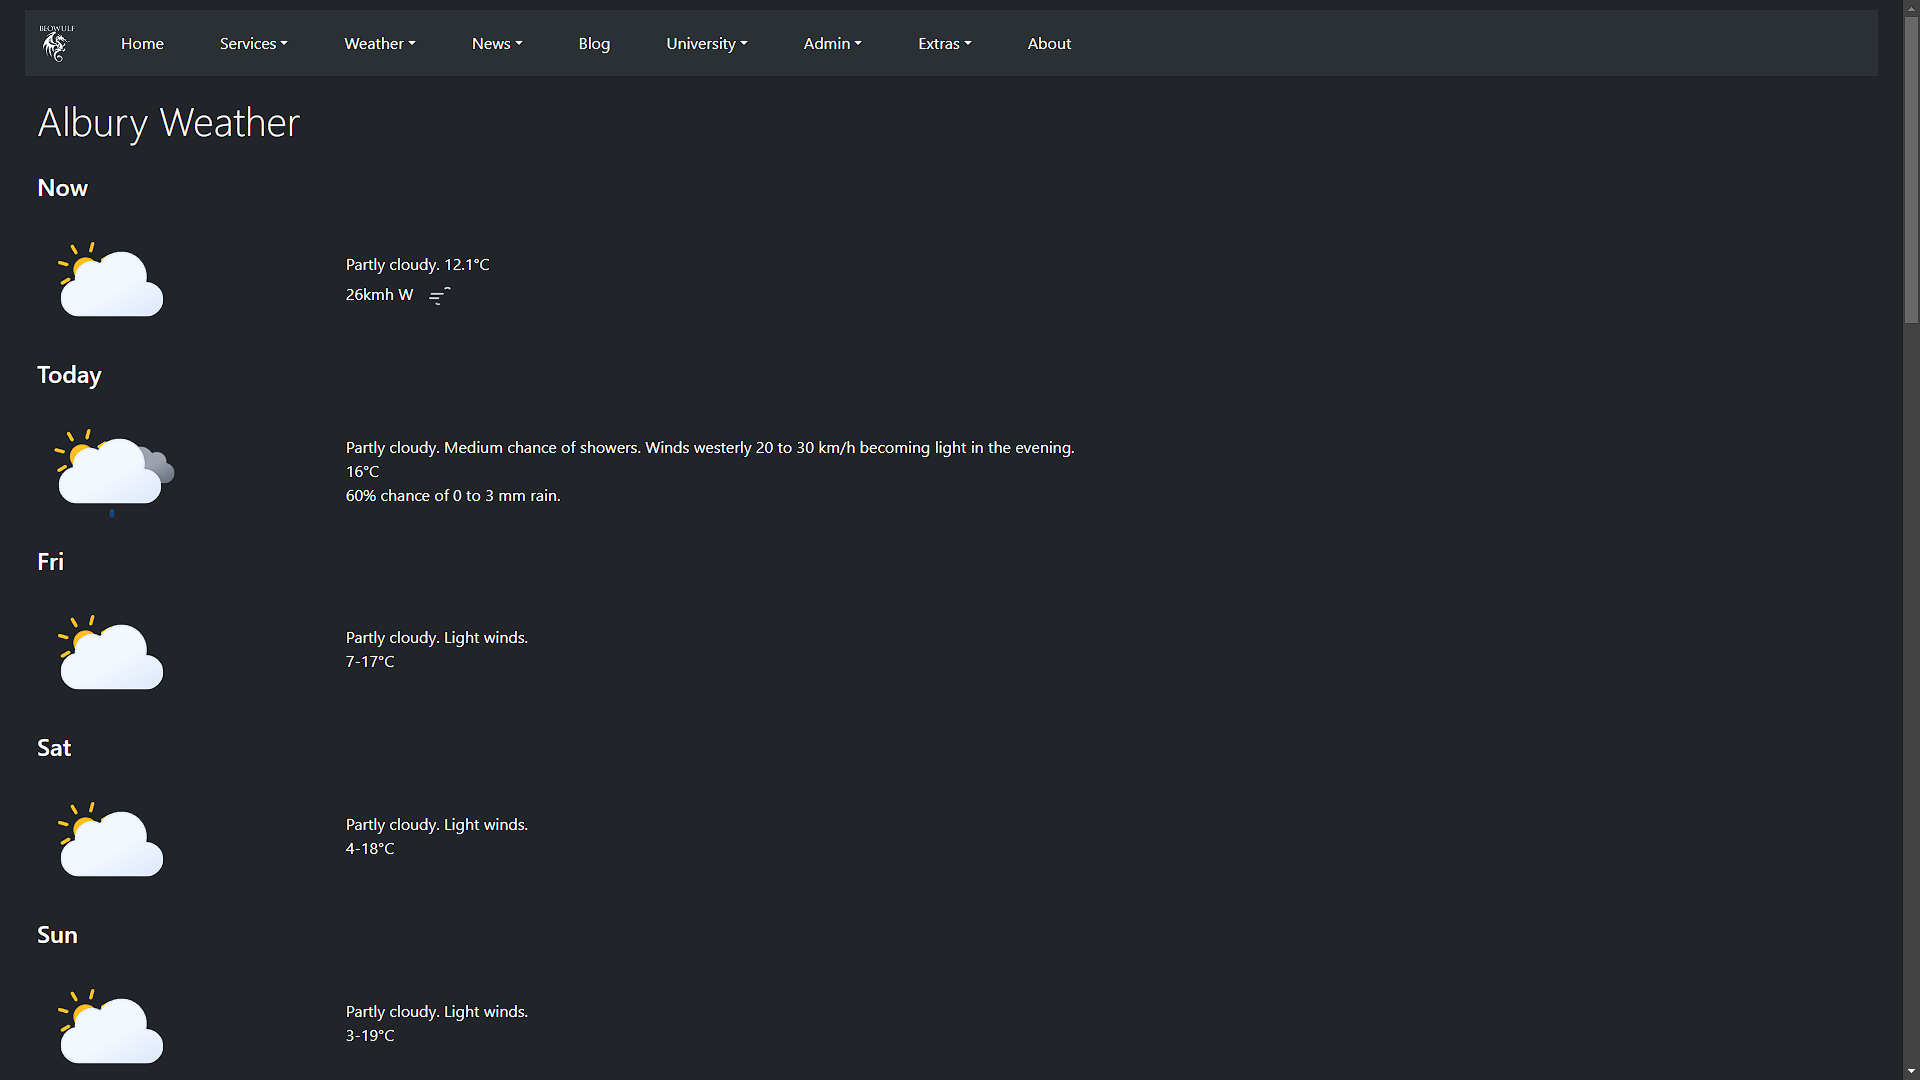 BEOWULF
Home Services Weather News Blog University Admin Extras About
Albury Weather
Now
Partly cloudy. 12.1°C
26kmh W
Today
Partly cloudy. Medium chance of showers. Winds westerly 20 to 30 km/h becoming light in the evening.
16°C
60% chance of 0 to 3 mm rain.
Fri
Partly cloudy. Light winds.
7-17°C
Sat
Partly cloudy. Light winds.
4-18°C
Sun
Partly cloudy. Light winds.
3-19°C